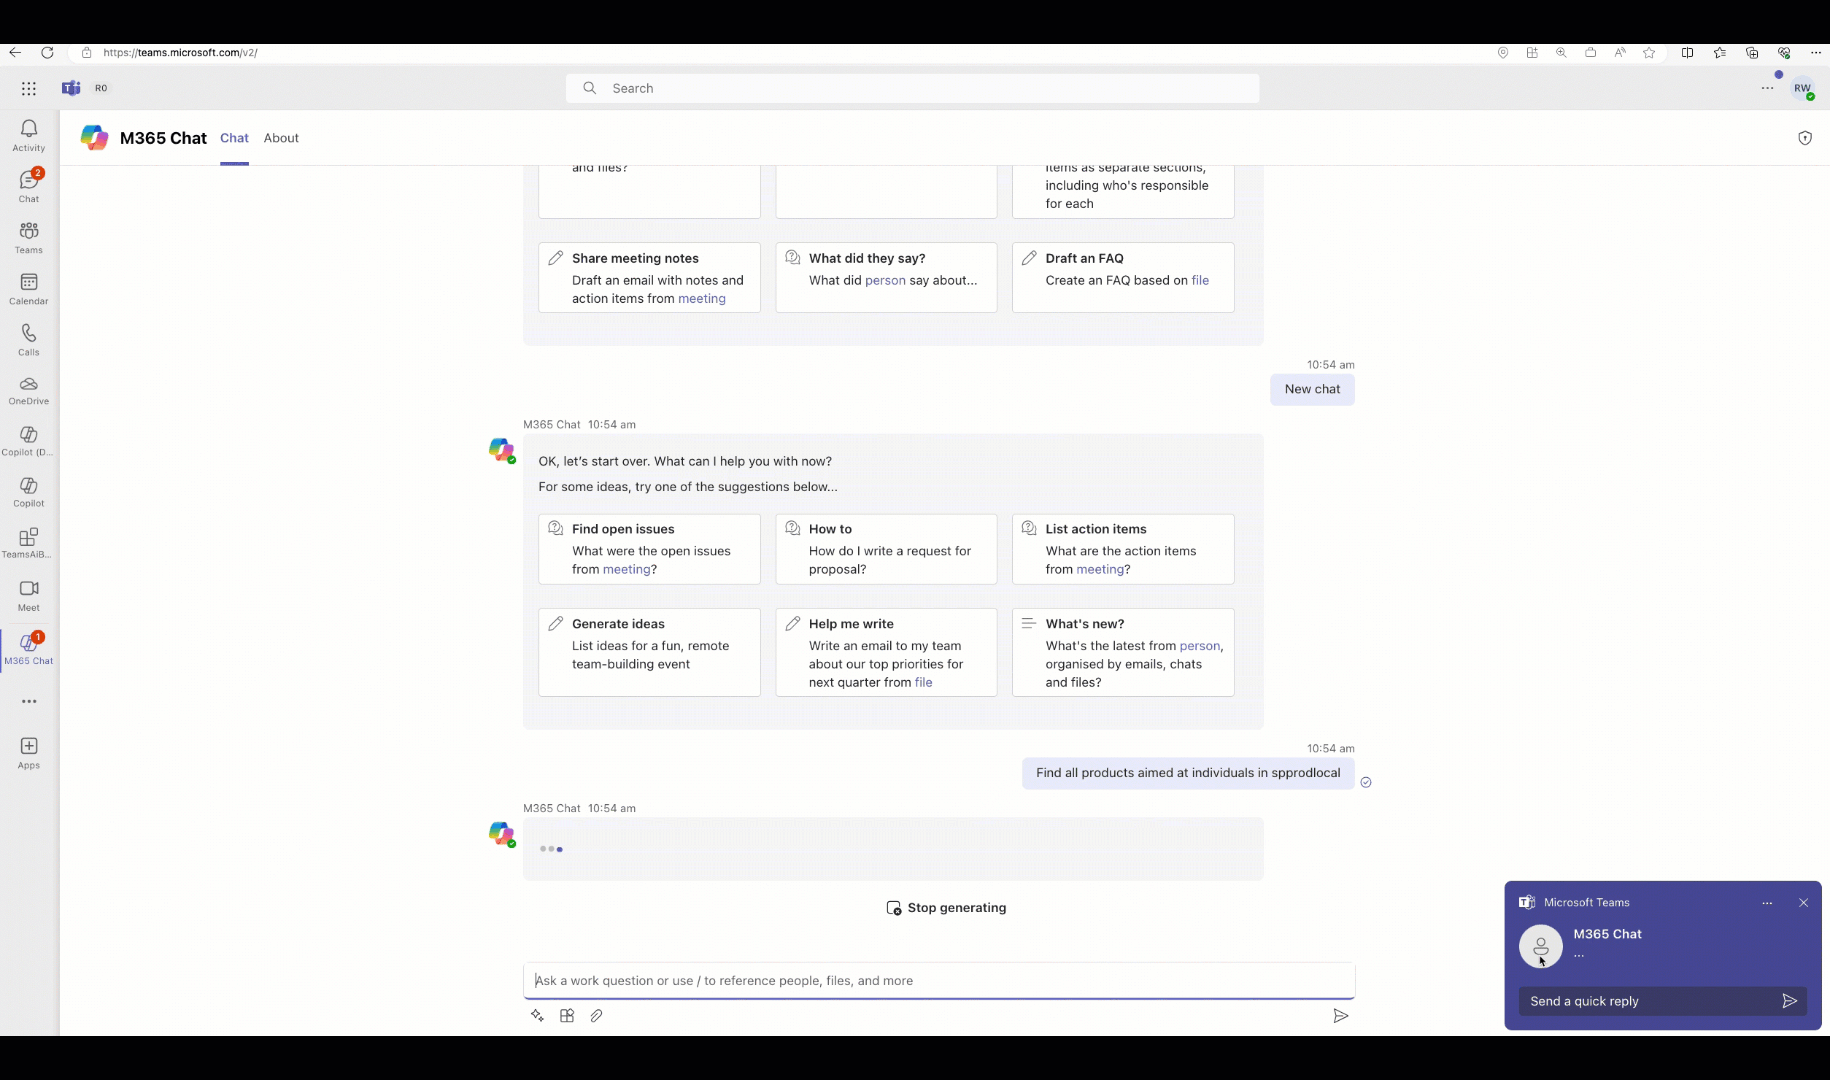 https://teams.microsoft.com/v2/
RO
Search
RW
Activity
2
Chat
Teams
Calendar
Calls
OneDrive
Copilot (D...
Copilot
TeamsAiB...
Meet
1
M365 Chat
Apps
M365 Chat
Chat
About
and files?
items as separate sections,
including who's responsible
for each
Share meeting notes
Draft an email with notes and
action items from meeting
What did they say?
What did person say about...
Draft an FAQ
Create an FAQ based on file
10:54 am
New chat
M365 Chat 10:54 am
OK, let's start over. What can I help you with now?
For some ideas, try one of the suggestions below...
Find open issues
What were the open issues
from meeting?
How to
How do I write a request for
proposal?
List action items
What are the action items
from meeting?
Generate ideas
List ideas for a fun, remote
team-building event
Help me write
Write an email to my team
about our top priorities for
next quarter from file
What's new?
What's the latest from person,
organised by emails, chats
and files?
10:54 am
Find all products aimed at individuals in spprodlocal
M365 Chat 10:54 am
Stop generating
Ask a work question or use / to reference people, files, and more
Microsoft Teams
M365 Chat
...
Send a quick reply